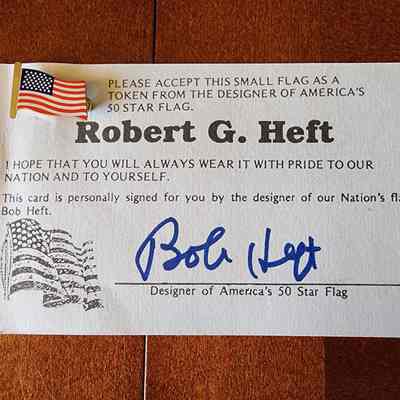 PLEASE ACCEPT THIS SMALL FLAG AS A
TOKEN FROM THE DESIGNER OF AMERICA'S
50 STAR FLAG.
Robert G. Heft
I HOPE THAT YOU WILL ALWAYS WEAR IT WITH PRIDE TO OUR
NATION AND TO YOURSELF.
This card is personally signed for you by the designer of our Nation's fl
Bob Heft.
Bob Heft
Designer of America's 50 Star Flag